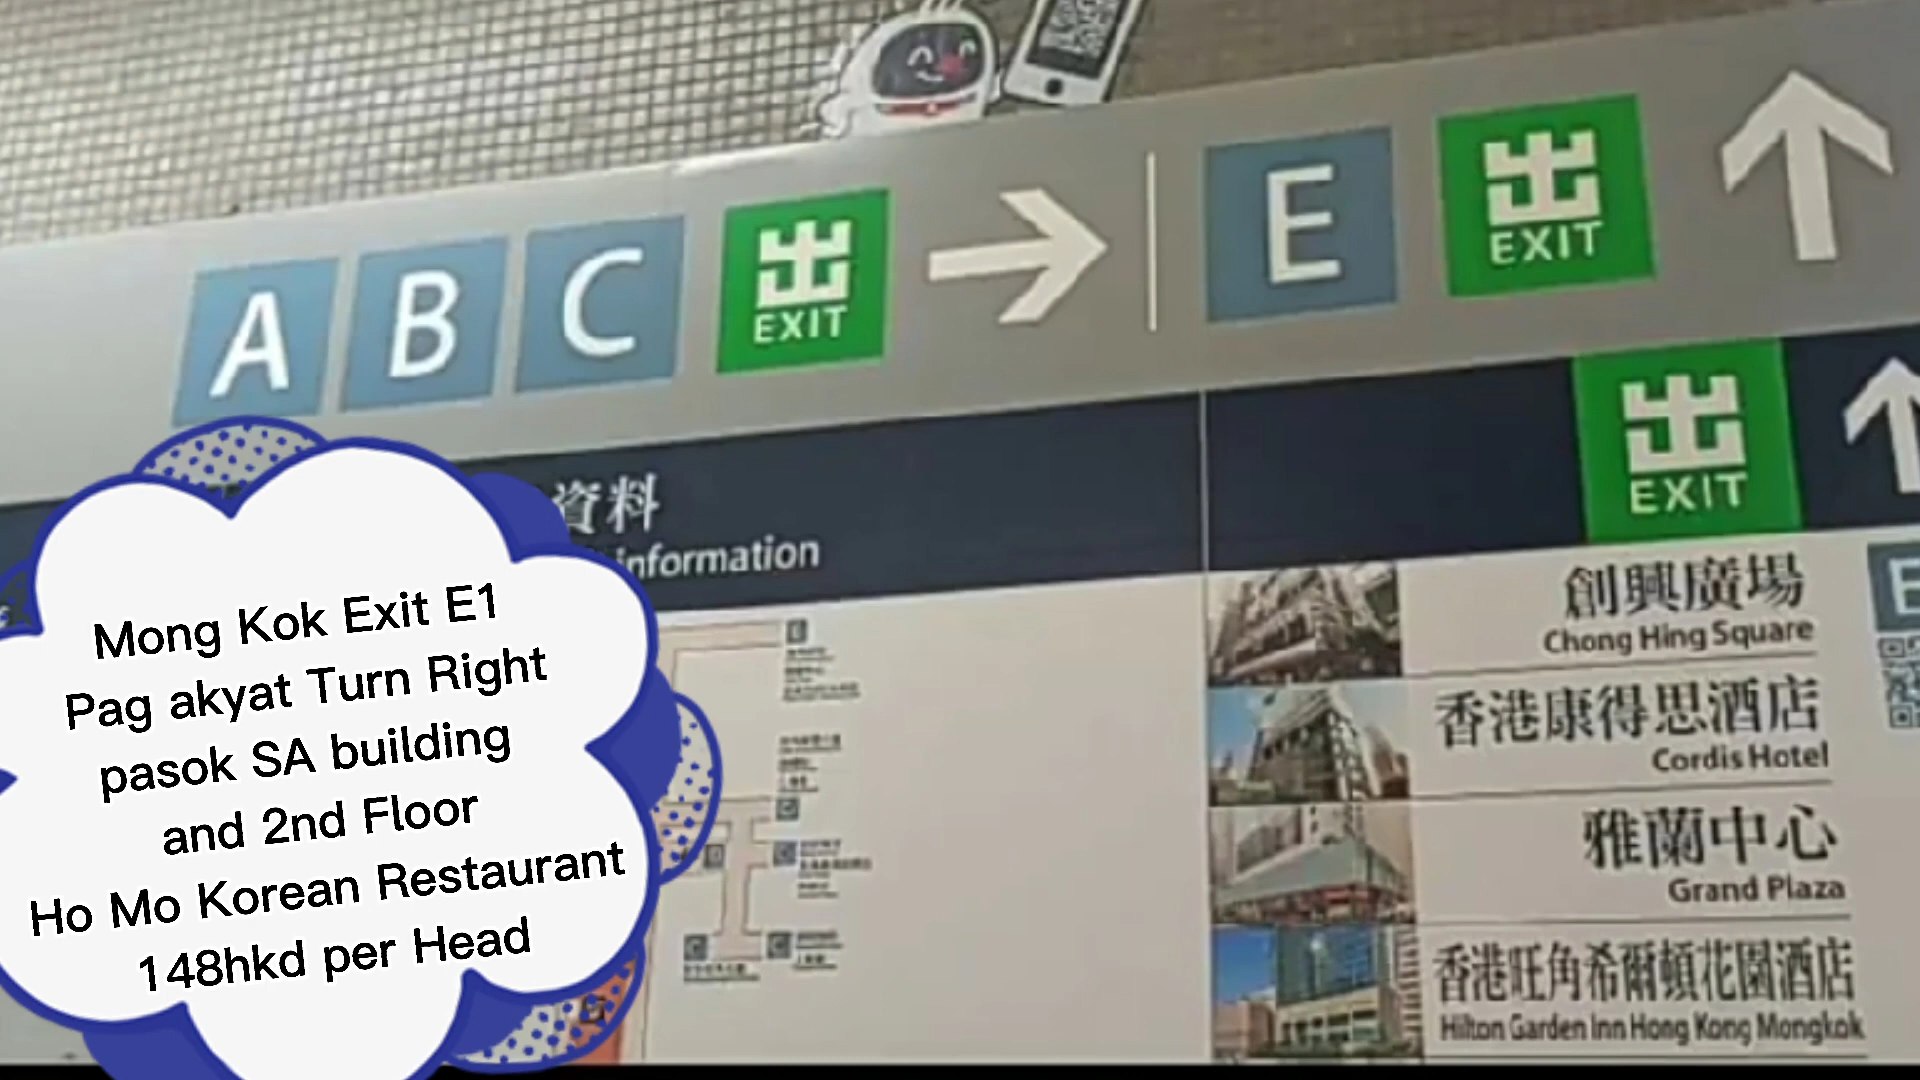 A B C 出 EXIT
E 出 EXIT
出 EXIT
資料
information
創興廣場
Chong Hing Square
E
香港康得思酒店
Cordis Hotel
雅蘭中心
Grand Plaza
香港旺角希爾頓花園酒店
Hilton Garden Inn Hong Kong Mongkok
Mong Kok Exit E1
Pag akyat Turn Right
pasok SA building
and 2nd Floor
Ho Mo Korean Restaurant
148hkd per Head